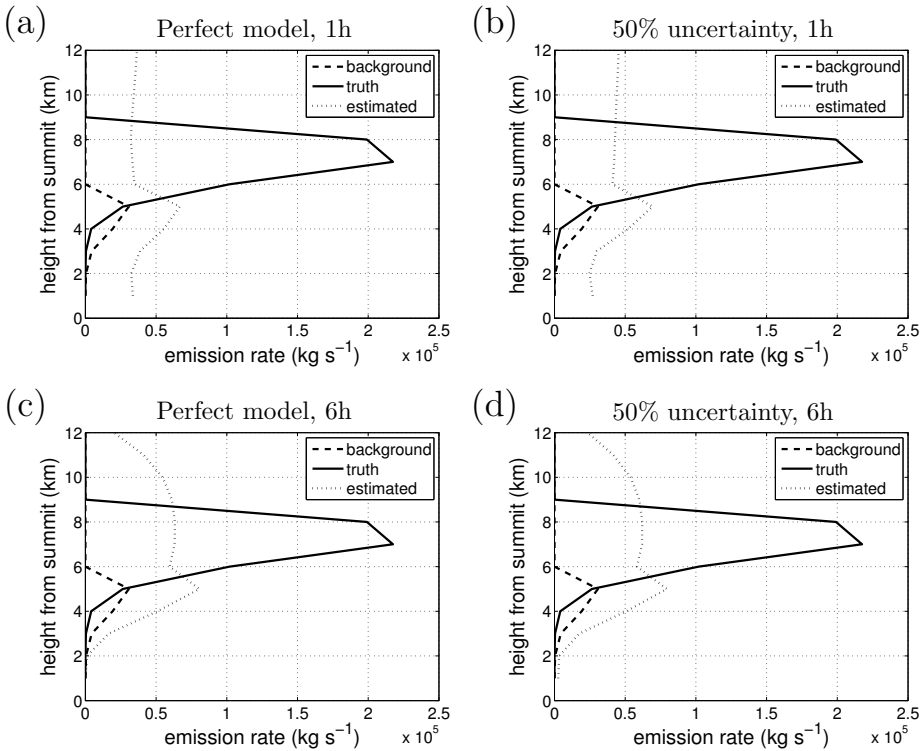 (a)
Perfect model, 1h
height from summit (km)
12
10
8
6
4
2
0
background
truth
estimated
0 0.5 1 1.5 2 2.5
emission rate (kg s⁻¹)
x 10⁵
(b)
50% uncertainty, 1h
height from summit (km)
12
10
8
6
4
2
0
background
truth
estimated
0 0.5 1 1.5 2 2.5
emission rate (kg s⁻¹)
x 10⁵
(c)
Perfect model, 6h
height from summit (km)
12
10
8
6
4
2
0
background
truth
estimated
0 0.5 1 1.5 2 2.5
emission rate (kg s⁻¹)
x 10⁵
(d)
50% uncertainty, 6h
height from summit (km)
12
10
8
6
4
2
0
background
truth
estimated
0 0.5 1 1.5 2 2.5
emission rate (kg s⁻¹)
x 10⁵